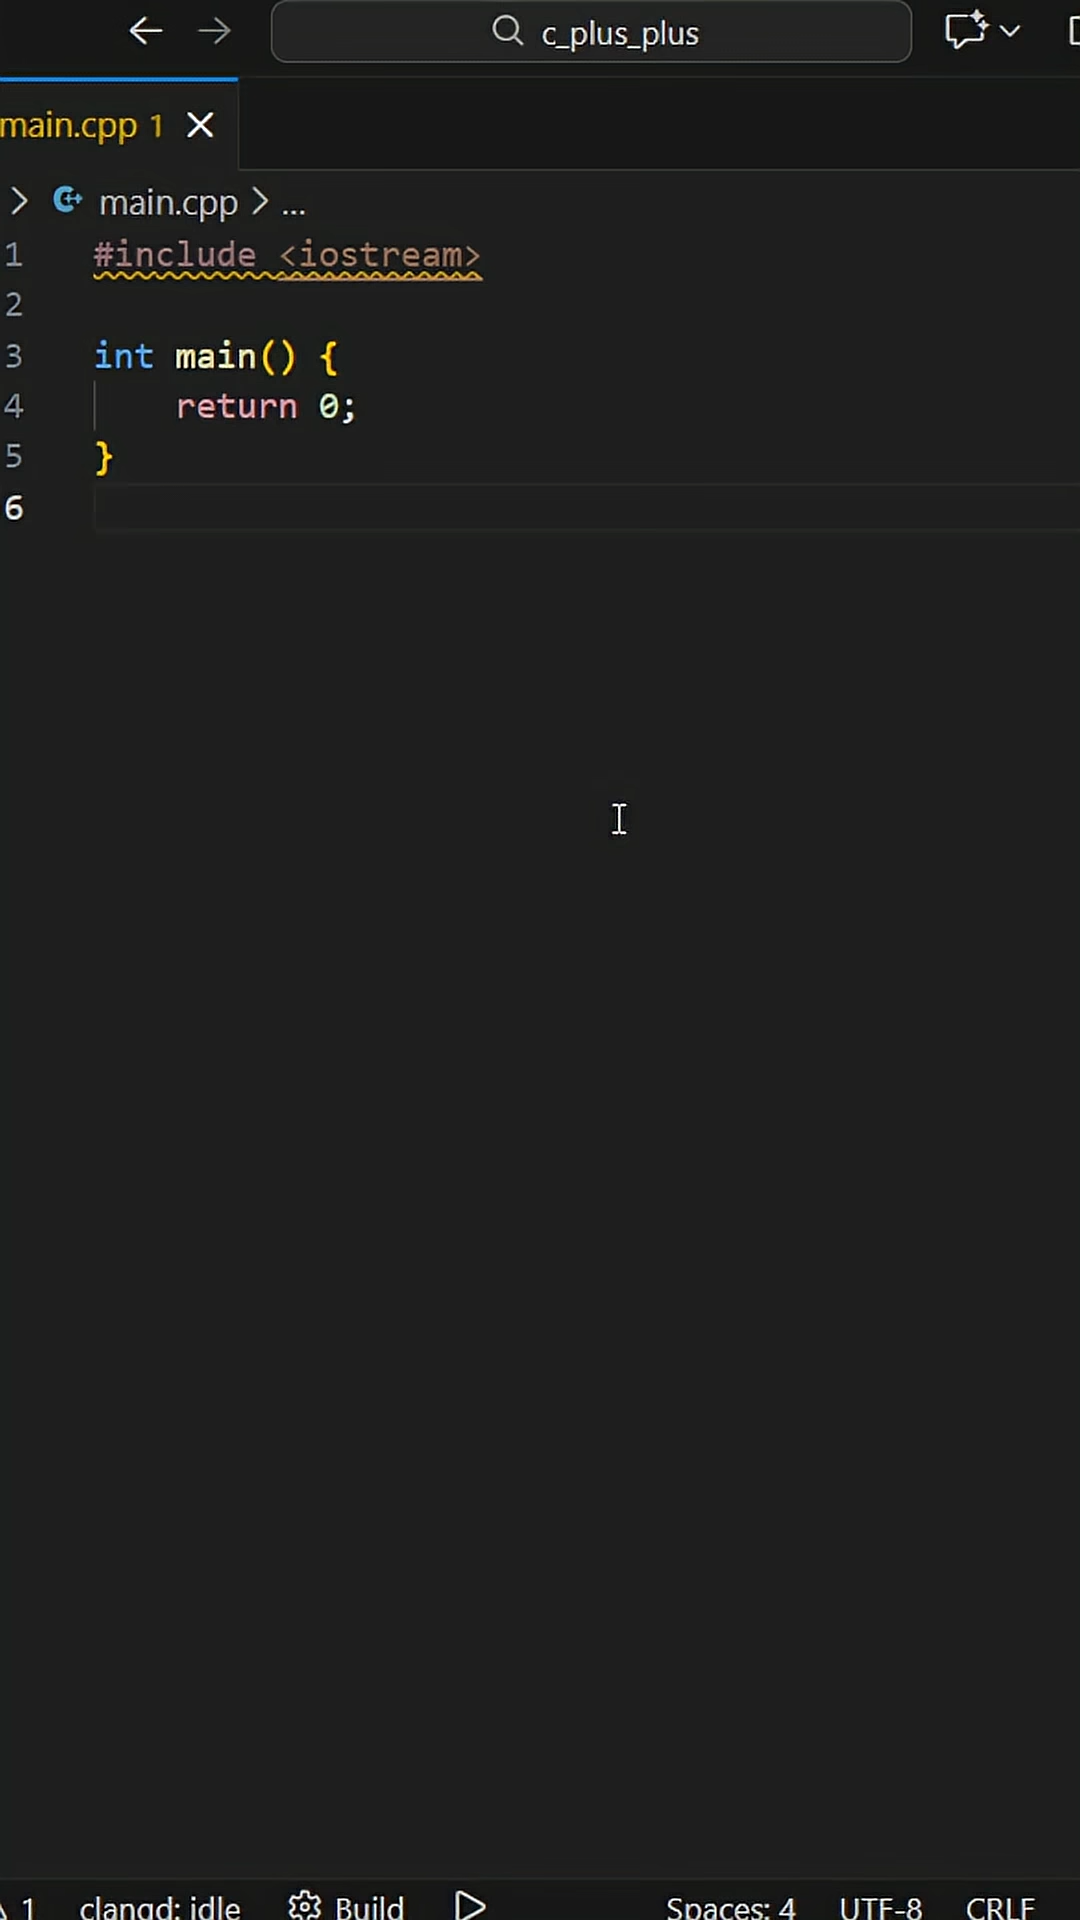 c_plus_plus
main.cpp 1
main.cpp > ...
1 #include <iostream>
2
3 int main() {
4     return 0;
5 }
6
1 clangd: idle Build Spaces: 4 UTF-8 CRLF